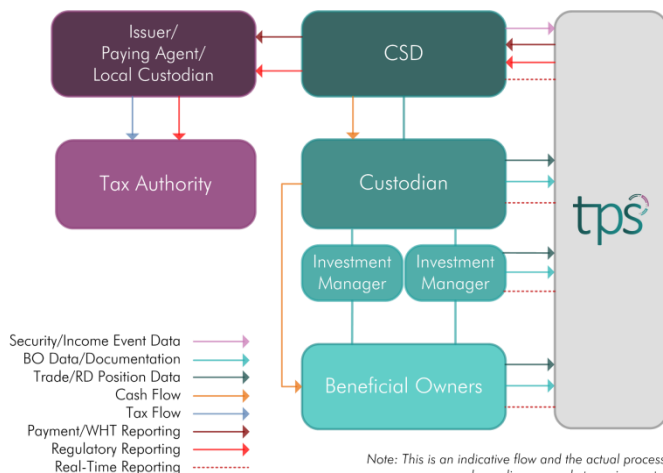 Issuer/
Paying Agent/
Local Custodian
CSD
Tax Authority
Custodian
tps
Investment
Manager
Investment
Manager
Beneficial Owners
Security/Income Event Data
BO Data/Documentation
Trade/RD Position Data
Cash Flow
Tax Flow
Payment/WHT Reporting
Regulatory Reporting
Real-Time Reporting
Note: This is an indicative flow and the actual process